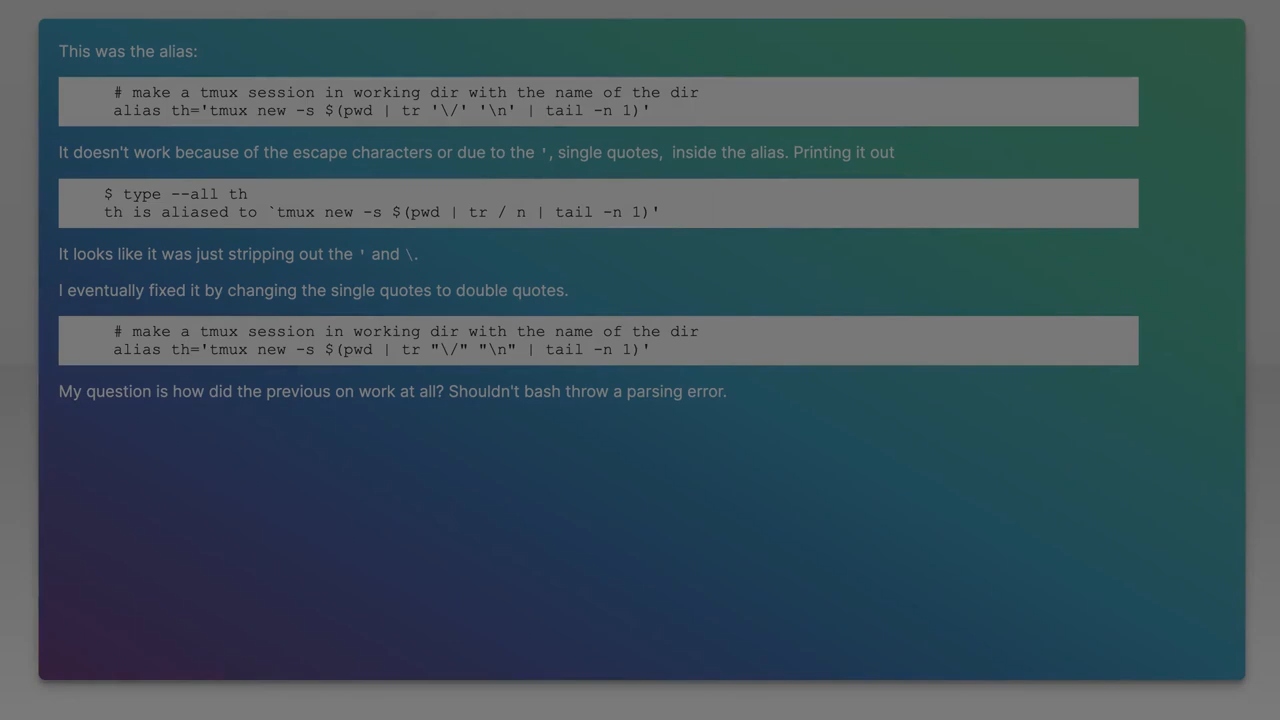 This was the alias:
# make a tmux session in working dir with the name of the dir
alias th='tmux new -s $(pwd | tr '\/' '\n' | tail -n 1)'
It doesn't work because of the escape characters or due to the ', single quotes, inside the alias. Printing it out
$ type --all th
th is aliased to `tmux new -s $(pwd | tr / n | tail -n 1)'
It looks like it was just stripping out the ' and \.
I eventually fixed it by changing the single quotes to double quotes.
# make a tmux session in working dir with the name of the dir
alias th='tmux new -s $(pwd | tr "\/" "\n" | tail -n 1)'
My question is how did the previous on work at all? Shouldn't bash throw a parsing error.